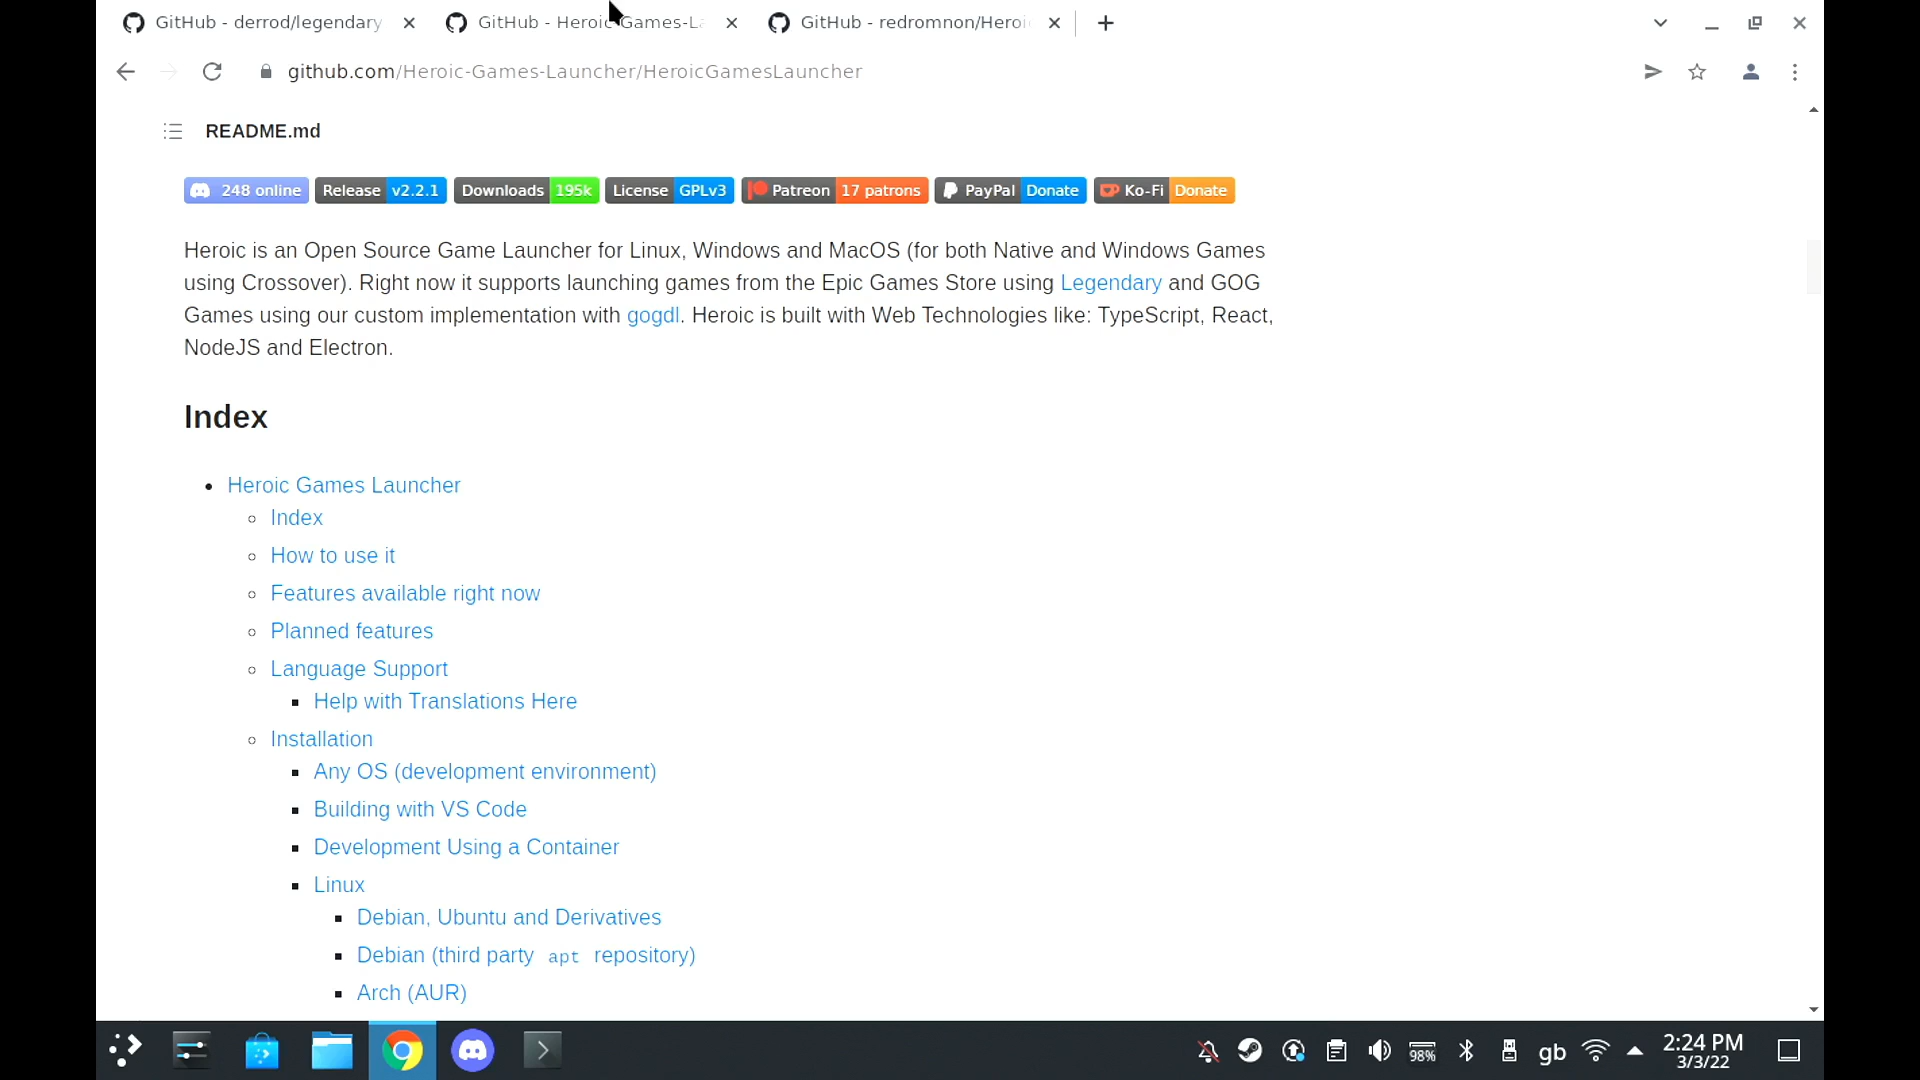 GitHub - derrod/legendary
GitHub - Heroic-Games-La
GitHub - redromnon/Heroi
github.com/Heroic-Games-Launcher/HeroicGamesLauncher
README.md
248 online Release v2.2.1 Downloads 195k License GPLv3 Patreon 17 patrons PayPal Donate Ko-Fi Donate
Heroic is an Open Source Game Launcher for Linux, Windows and MacOS (for both Native and Windows Games
using Crossover). Right now it supports launching games from the Epic Games Store using Legendary and GOG
Games using our custom implementation with gogdl. Heroic is built with Web Technologies like: TypeScript, React,
NodeJS and Electron.
Index
Heroic Games Launcher
Index
How to use it
Features available right now
Planned features
Language Support
Help with Translations Here
Installation
Any OS (development environment)
Building with VS Code
Development Using a Container
Linux
Debian, Ubuntu and Derivatives
Debian (third party apt repository)
Arch (AUR)
98%
gb
2:24 PM
3/3/22